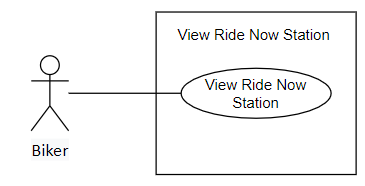 View Ride Now Station
View Ride Now
Station
Biker